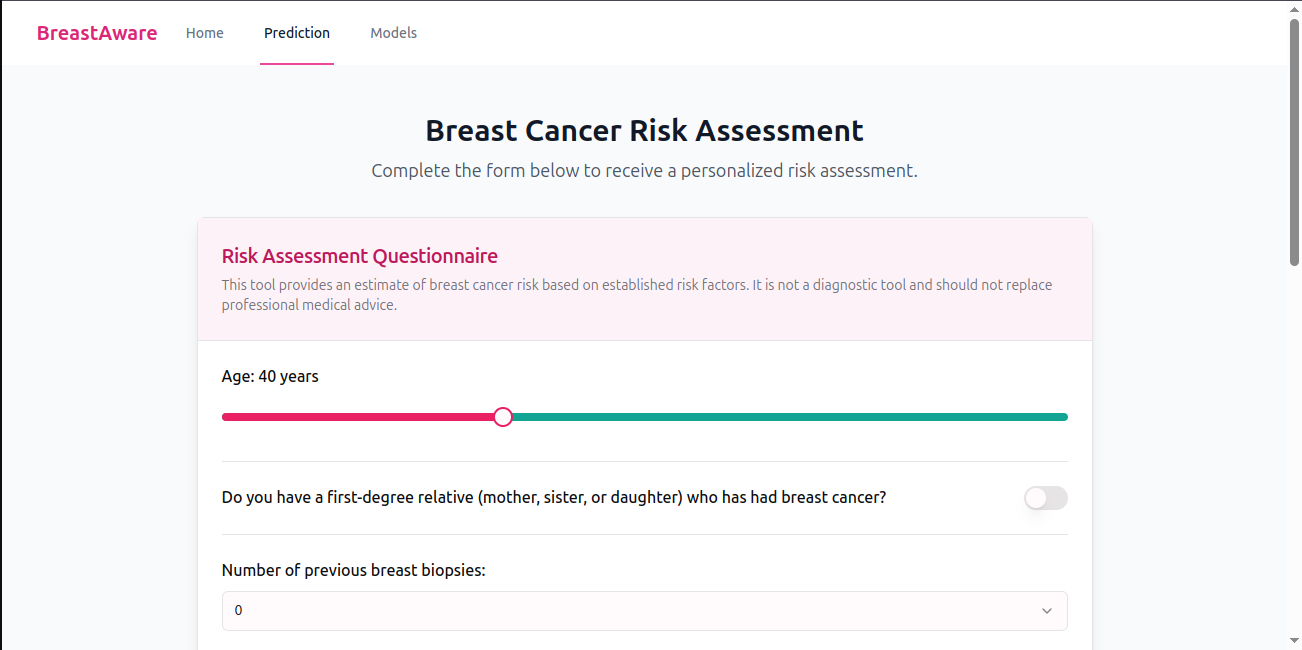 BreastAware Home Prediction Models
Breast Cancer Risk Assessment
Complete the form below to receive a personalized risk assessment.
Risk Assessment Questionnaire
This tool provides an estimate of breast cancer risk based on established risk factors. It is not a diagnostic tool and should not replace
professional medical advice.
Age: 40 years
Do you have a first-degree relative (mother, sister, or daughter) who has had breast cancer?
Number of previous breast biopsies:
0